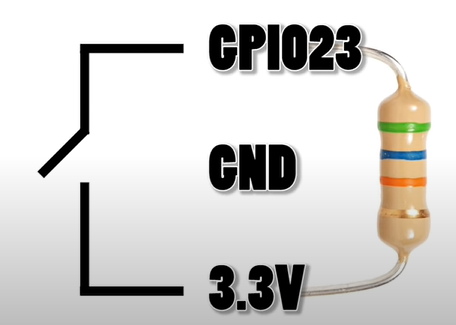 GPIO23
GND
3.3V